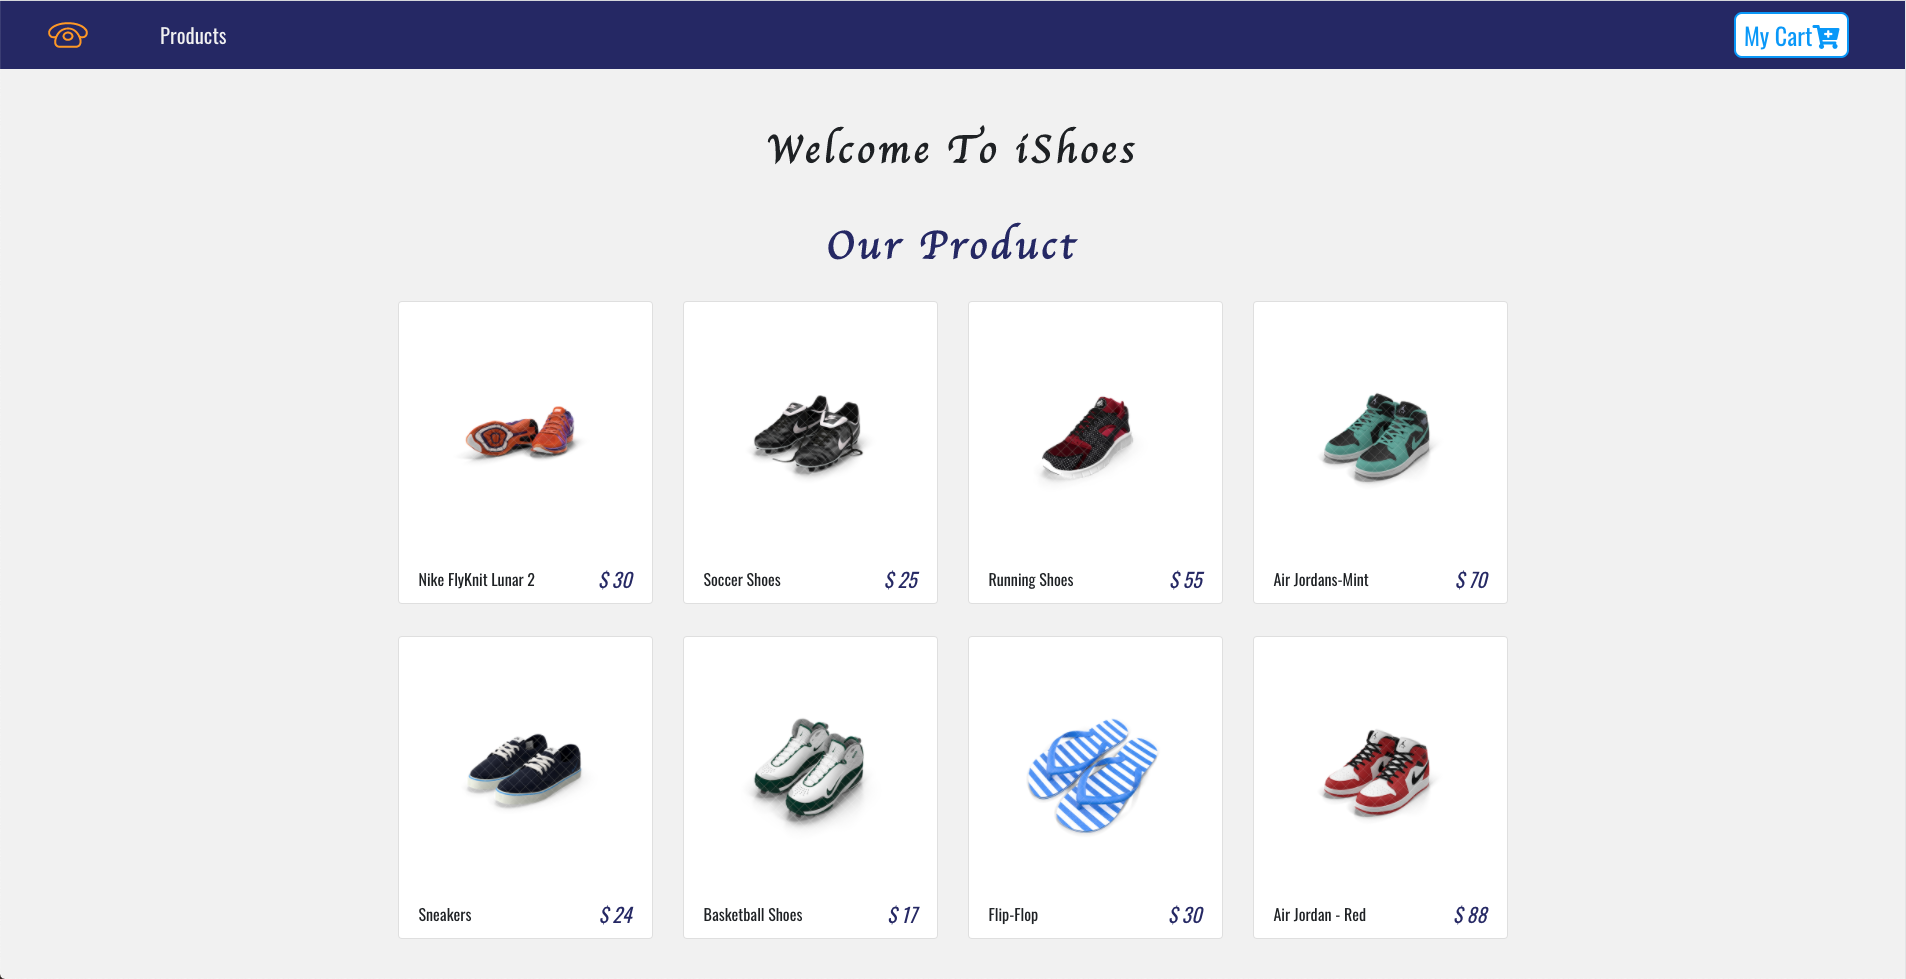 Products
My Cart
Welcome To iShoes
Our Product
Nike FlyKnit Lunar 2 $ 30
Soccer Shoes $ 25
Running Shoes $ 55
Air Jordans-Mint $ 70
Sneakers $ 24
Basketball Shoes $ 17
Flip-Flop $ 30
Air Jordan - Red $ 88